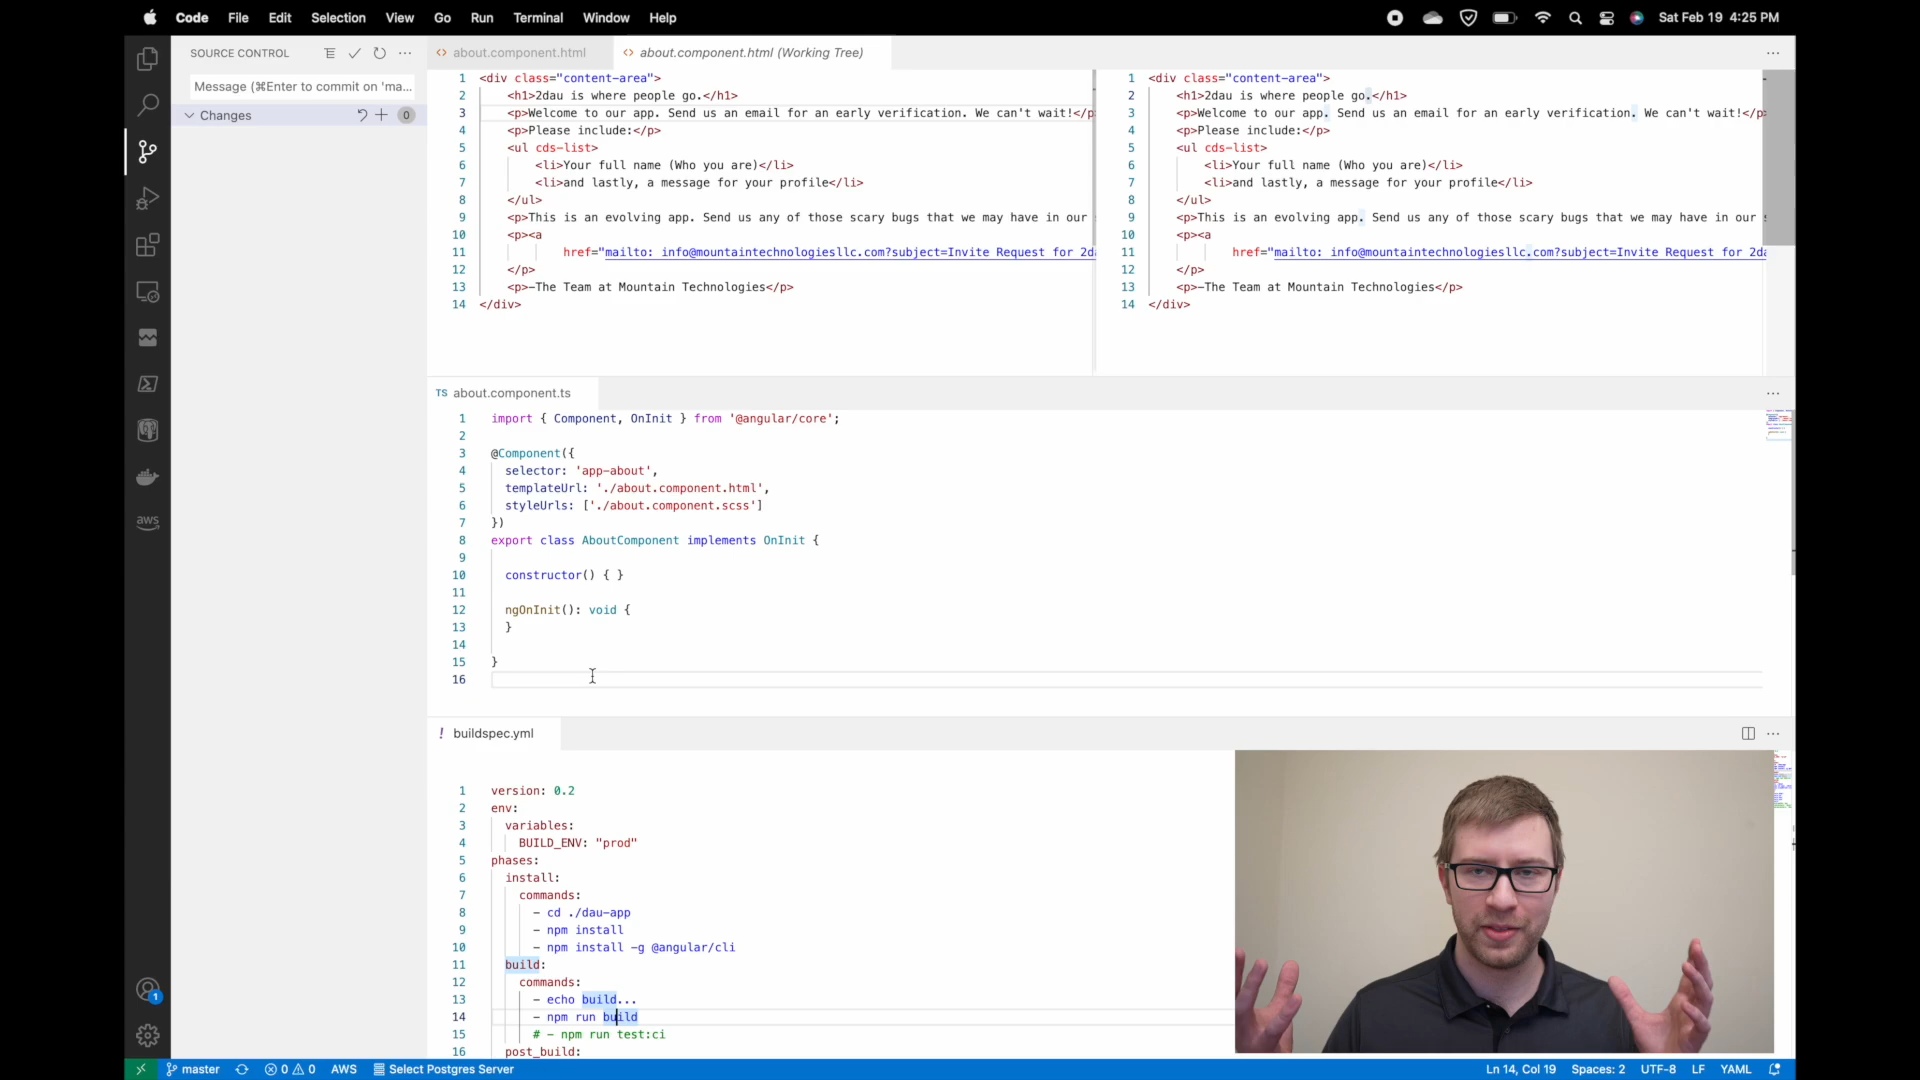 Code File Edit Selection View Go Run Terminal Window Help
Sat Feb 19 4:25 PM
SOURCE CONTROL
Message (⌘Enter to commit on 'ma...
Changes 0
about.component.html
about.component.html (Working Tree)
1 <div class="content-area">
2 <h1>2dau is where people go.</h1>
3 <p>Welcome to our app. Send us an email for an early verification. We can't wait!</p
4 <p>Please include:</p>
5 <ul cds-list>
6 <li>Your full name (Who you are)</li>
7 <li>and lastly, a message for your profile</li>
8 </ul>
9 <p>This is an evolving app. Send us any of those scary bugs that we may have in our
10 <p><a
11 href="mailto: info@mountaintechnologiesllc.com?subject=Invite Request for 2d
12 </p>
13 <p>-The Team at Mountain Technologies</p>
14 </div>
1 <div class="content-area">
2 <h1>2dau is where people go.</h1>
3 <p>Welcome to our app. Send us an email for an early verification. We can't wait!</p
4 <p>Please include:</p>
5 <ul cds-list>
6 <li>Your full name (Who you are)</li>
7 <li>and lastly, a message for your profile</li>
8 </ul>
9 <p>This is an evolving app. Send us any of those scary bugs that we may have in our
10 <p><a
11 href="mailto: info@mountaintechnologiesllc.com?subject=Invite Request for 2da
12 </p>
13 <p>-The Team at Mountain Technologies</p>
14 </div>
TS about.component.ts
1 import { Component, OnInit } from '@angular/core';
2
3 @Component({
4 selector: 'app-about',
5 templateUrl: './about.component.html',
6 styleUrls: ['./about.component.scss']
7 })
8 export class AboutComponent implements OnInit {
9
10 constructor() { }
11
12 ngOnInit(): void {
13 }
14
15 }
16
! buildspec.yml
1 version: 0.2
2 env:
3 variables:
4 BUILD_ENV: "prod"
5 phases:
6 install:
7 commands:
8 - cd ./dau-app
9 - npm install
10 - npm install -g @angular/cli
11 build:
12 commands:
13 - echo build...
14 - npm run build
15 # - npm run test:ci
16 post_build:
aws
1
master 0 0 AWS Select Postgres Server
Ln 14, Col 19 Spaces: 2 UTF-8 LF YAML